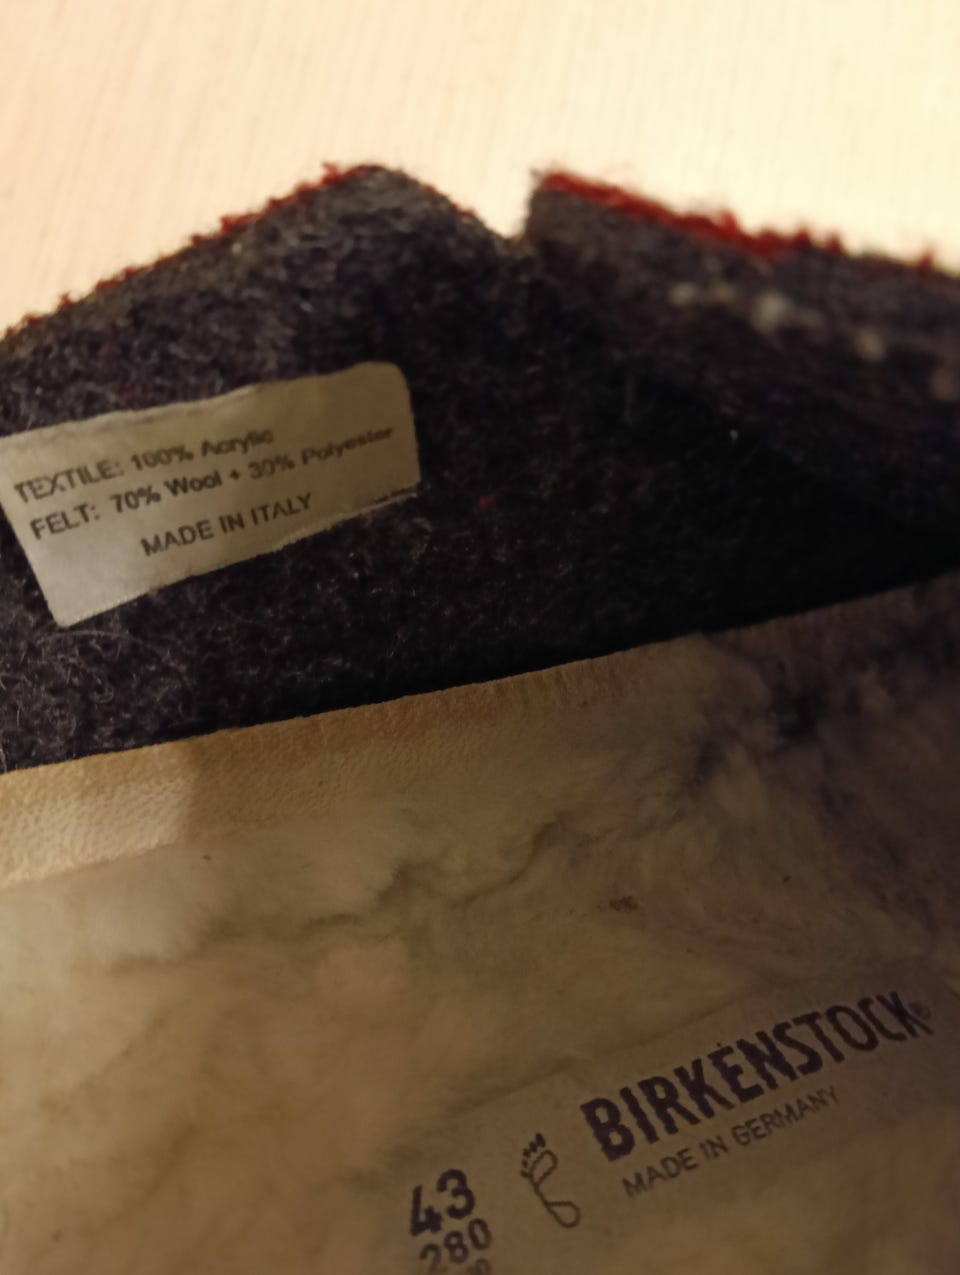 TEXTILE: 100% Acrylic
FELT: 70% Wool + 30% Polyester
MADE IN ITALY
BIRKENSTOCK®
MADE IN GERMANY
43
280